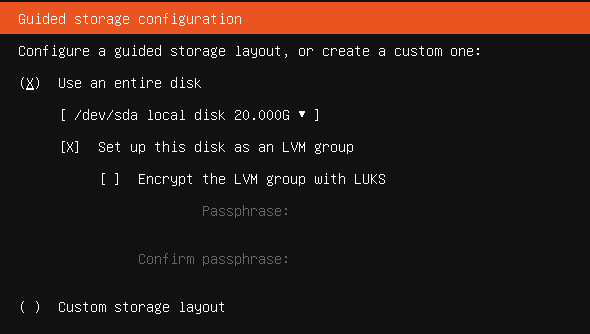 Guided storage configuration
Configure a guided storage layout, or create a custom one:
(X) Use an entire disk
[ /dev/sda local disk 20.000G ▾ ]
[X] Set up this disk as an LVM group
[ ] Encrypt the LVM group with LUKS
Passphrase:
Confirm passphrase:
( ) Custom storage layout